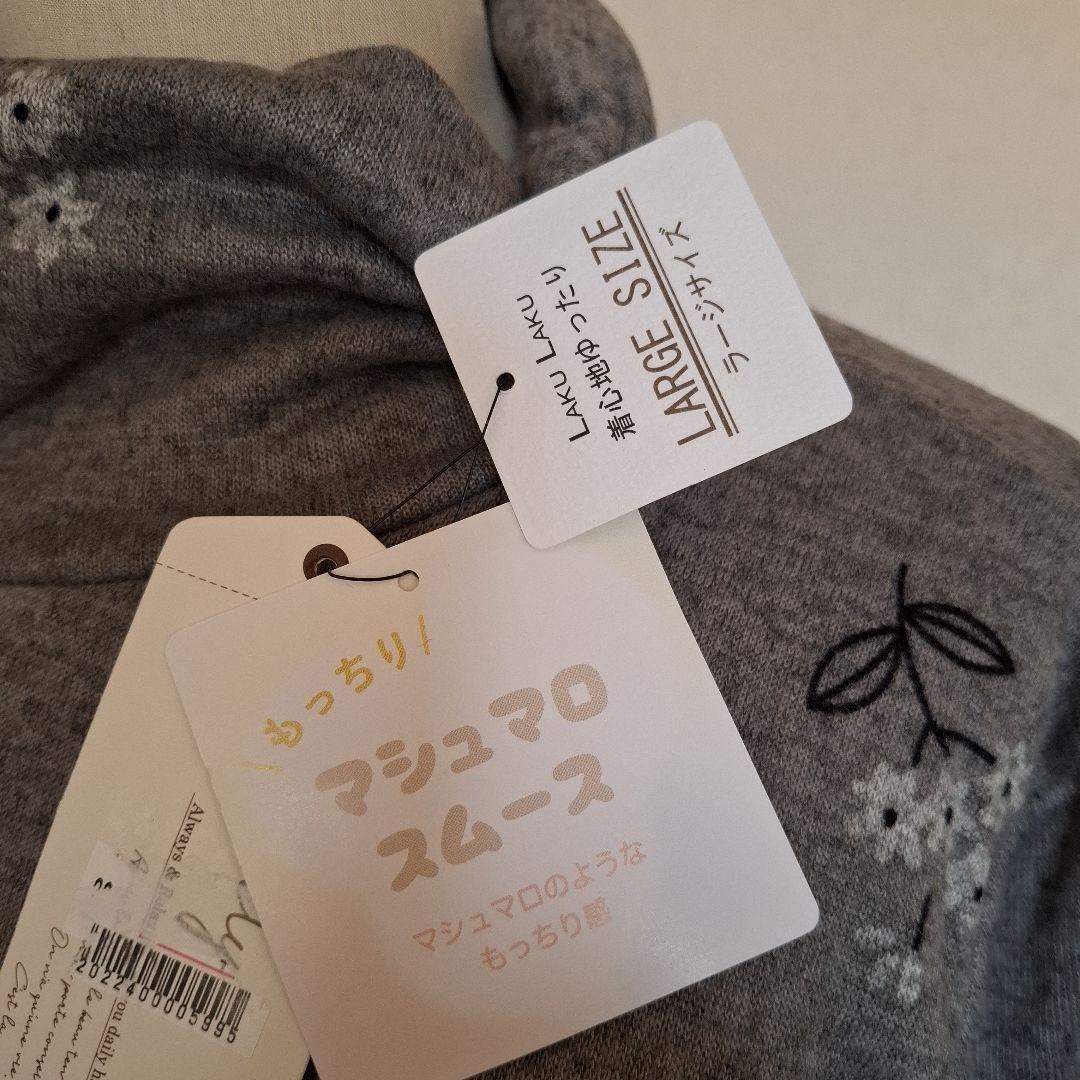 LAKU LAKU
着心地ゆったり
LARGE SIZE
ラージサイズ
もっちり
マシュマロ
スムース
マシュマロのような
もっちり感
Always &
ou daily h